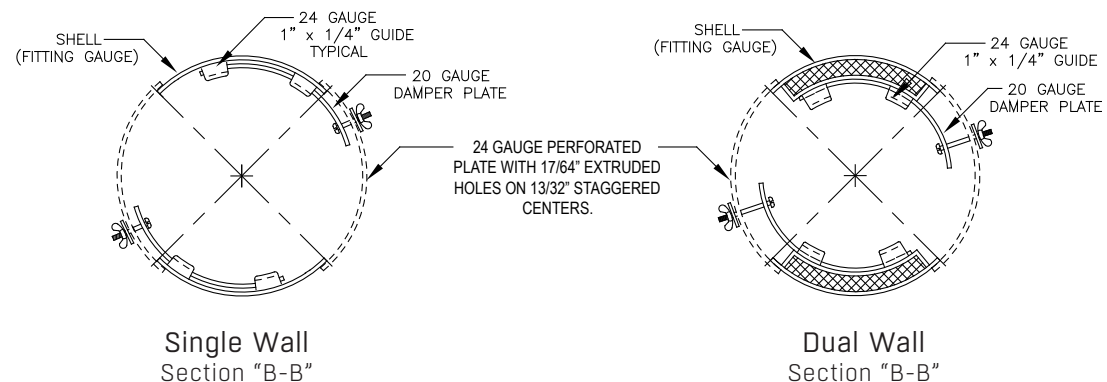 SHELL
(FITTING GAUGE)
24 GAUGE
1” x 1/4” GUIDE
TYPICAL
20 GAUGE
DAMPER PLATE
24 GAUGE PERFORATED
PLATE WITH 17/64” EXTRUDED
HOLES ON 13/32” STAGGERED
CENTERS.
SHELL
(FITTING GAUGE)
24 GAUGE
1” x 1/4” GUIDE
20 GAUGE
DAMPER PLATE
Single Wall
Section “B-B”
Dual Wall
Section “B-B”